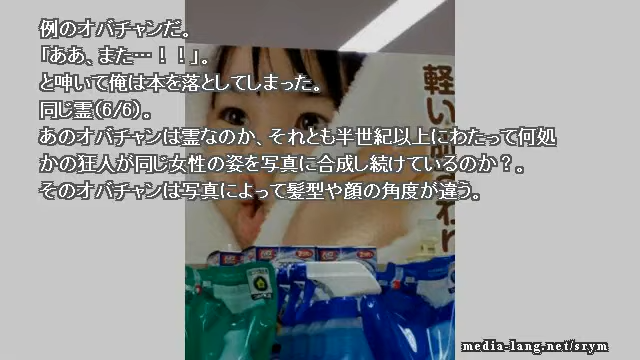 例のオバチャンだ。
「ああ、また…！！」。
と呻いて俺は本を落としてしまった。
同じ霊(6/6)。
あのオバチャンは霊なのか、それとも半世紀以上にわたって何処
かの狂人が同じ女性の姿を写真に合成し続けているのか？。
そのオバチャンは写真によって髪型や顔の角度が違う。
軽い
media-lang.net/srym